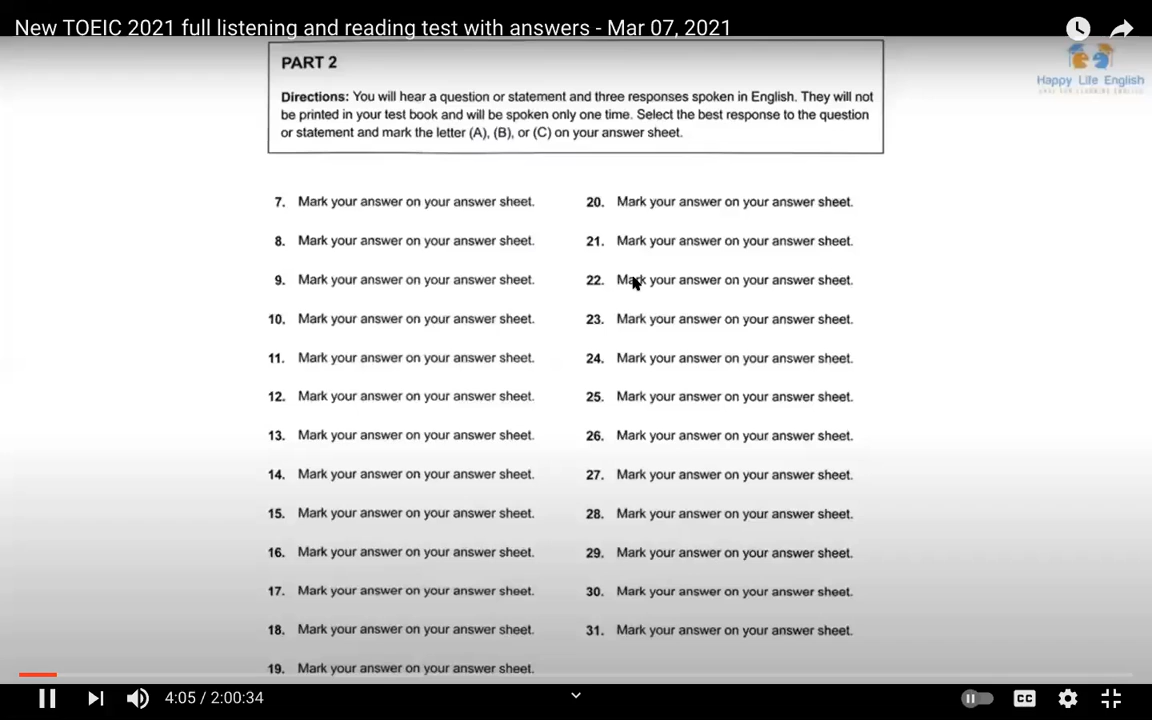 New TOEIC 2021 full listening and reading test with answers - Mar 07, 2021
Happy Life English
PART 2
Directions: You will hear a question or statement and three responses spoken in English. They will not
be printed in your test book and will be spoken only one time. Select the best response to the question
or statement and mark the letter (A), (B), or (C) on your answer sheet.
7. Mark your answer on your answer sheet.
8. Mark your answer on your answer sheet.
9. Mark your answer on your answer sheet.
10. Mark your answer on your answer sheet.
11. Mark your answer on your answer sheet.
12. Mark your answer on your answer sheet.
13. Mark your answer on your answer sheet.
14. Mark your answer on your answer sheet.
15. Mark your answer on your answer sheet.
16. Mark your answer on your answer sheet.
17. Mark your answer on your answer sheet.
18. Mark your answer on your answer sheet.
19. Mark your answer on your answer sheet.
20. Mark your answer on your answer sheet.
21. Mark your answer on your answer sheet.
22. Mark your answer on your answer sheet.
23. Mark your answer on your answer sheet.
24. Mark your answer on your answer sheet.
25. Mark your answer on your answer sheet.
26. Mark your answer on your answer sheet.
27. Mark your answer on your answer sheet.
28. Mark your answer on your answer sheet.
29. Mark your answer on your answer sheet.
30. Mark your answer on your answer sheet.
31. Mark your answer on your answer sheet.
4:05 / 2:00:34
CC